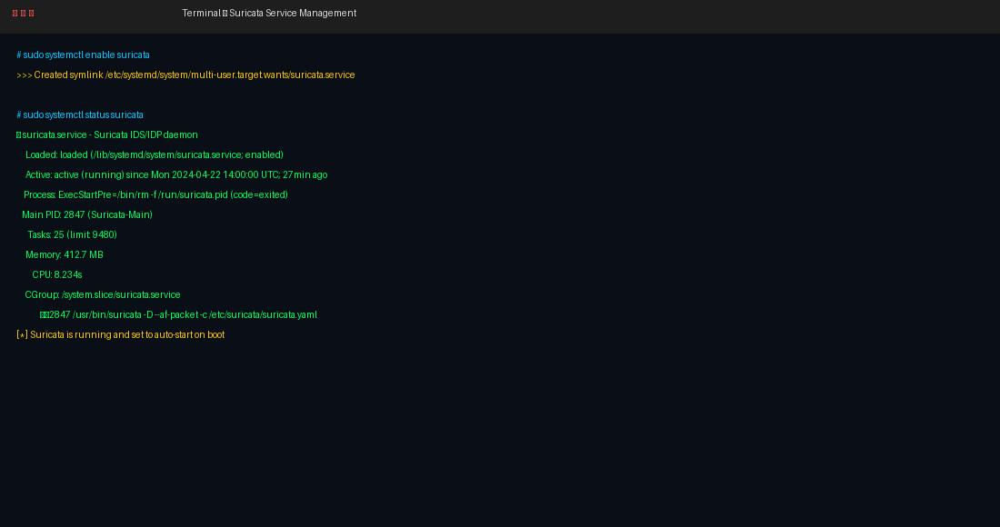 Terminal Suricata Service Management
# sudo systemctl enable suricata
>>> Created symlink /etc/systemd/system/multi-user.target.wants/suricata.service
# sudo systemctl status suricata
suricata.service - Suricata IDS/IDP daemon
Loaded: loaded (/lib/systemd/system/suricata.service; enabled)
Active: active (running) since Mon 2024-04-22 14:00:00 UTC; 27min ago
Process: ExecStartPre=/bin/rm -f /run/suricata.pid (code=exited)
Main PID: 2847 (Suricata-Main)
Tasks: 25 (limit: 9480)
Memory: 412.7 MB
CPU: 8.234s
CGroup: /system.slice/suricata.service
2847 /usr/bin/suricata -D --af-packet -c /etc/suricata/suricata.yaml
[*] Suricata is running and set to auto-start on boot